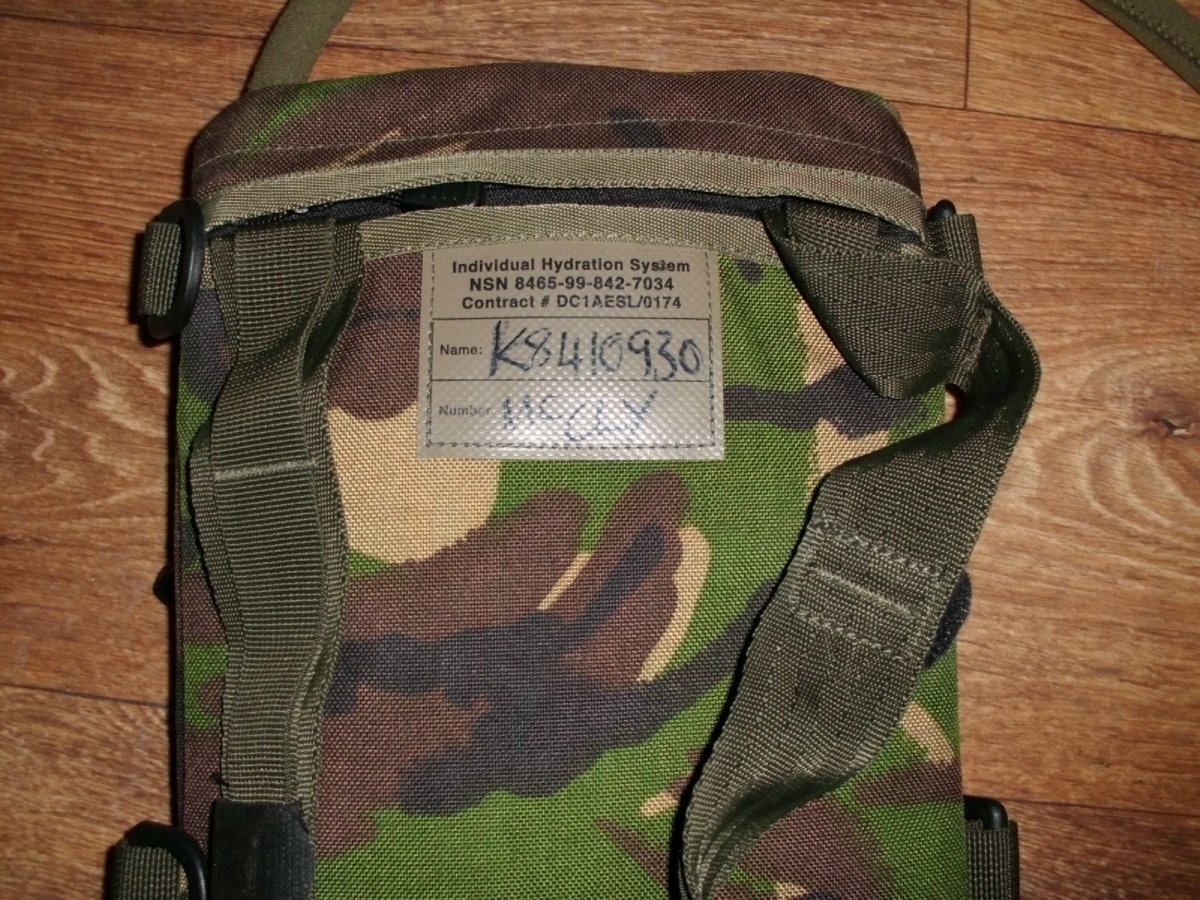 Individual Hydration System
NSN 8465-99-842-7034
Contract # DC1AESL/0174
Name: K8410930
Number: